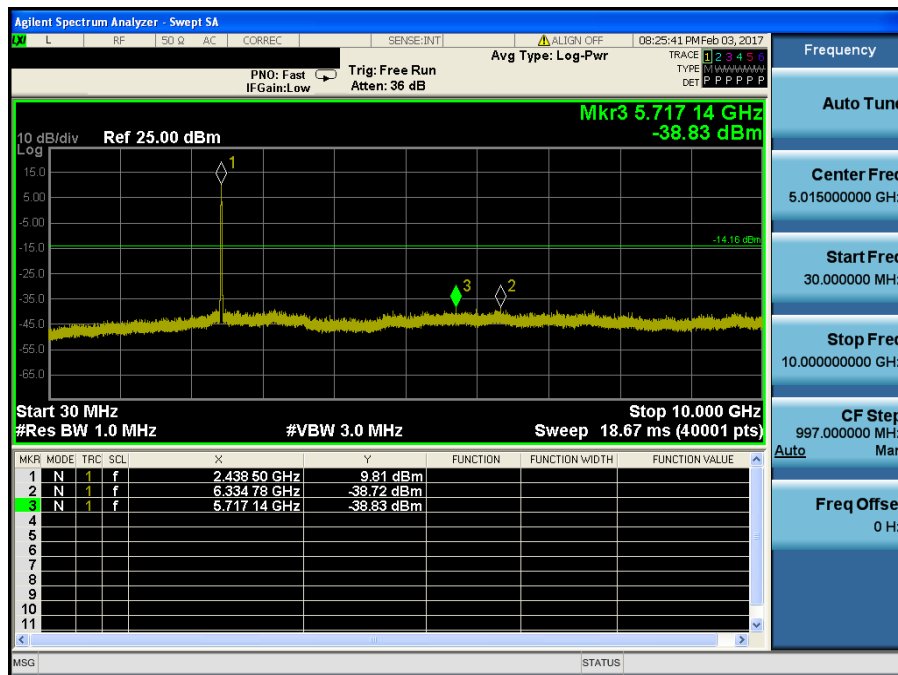 Agilent Spectrum Analyzer - Swept SA
LXI L RF 50 Ω AC CORREC SENSE:INT ALIGN OFF 08:25:41 PM Feb 03, 2017
PNO: Fast Trig: Free Run Avg Type: Log-Pwr TRACE 1 2 3 4 5 6
IFGain:Low Atten: 36 dB TYPE M WWWWW
DET P P P P P P
Mkr3 5.717 14 GHz
-38.83 dBm
10 dB/div Ref 25.00 dBm
Log
15.0
5.00
-5.00
-15.0
-25.0
-35.0
-45.0
-55.0
-65.0
1
-14.16 dBm
3
2
Start 30 MHz Stop 10.000 GHz
#Res BW 1.0 MHz #VBW 3.0 MHz Sweep 18.67 ms (40001 pts)
MKR MODE TRC SCL X Y FUNCTION FUNCTION WIDTH FUNCTION VALUE
1 N 1 f 2.438 50 GHz 9.81 dBm
2 N 1 f 6.334 78 GHz -38.72 dBm
3 N 1 f 5.717 14 GHz -38.83 dBm
4
5
6
7
8
9
10
11
MSG STATUS
Frequency
Auto Tune
Center Freq
5.015000000 GHz
Start Freq
30.000000 MHz
Stop Freq
10.000000000 GHz
CF Step
997.000000 MHz
Auto Man
Freq Offset
0 Hz